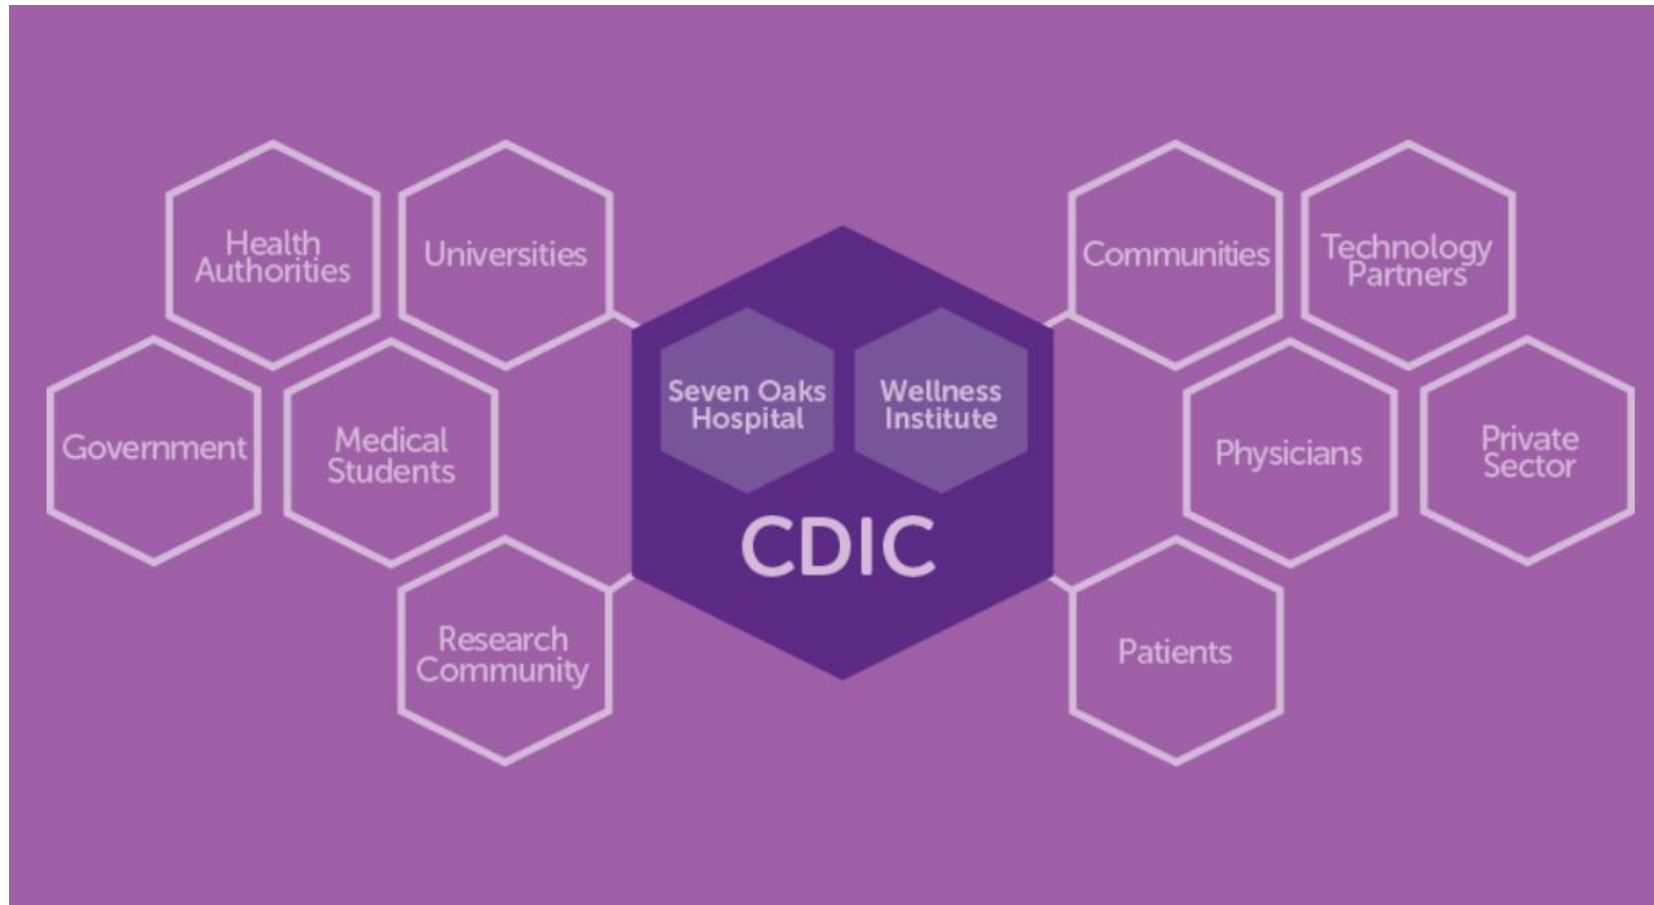 Health
Authorities
Universities
Government
Medical
Students
Research
Community
Seven Oaks
Hospital
Wellness
Institute
CDIC
Communities
Technology
Partners
Physicians
Private
Sector
Patients